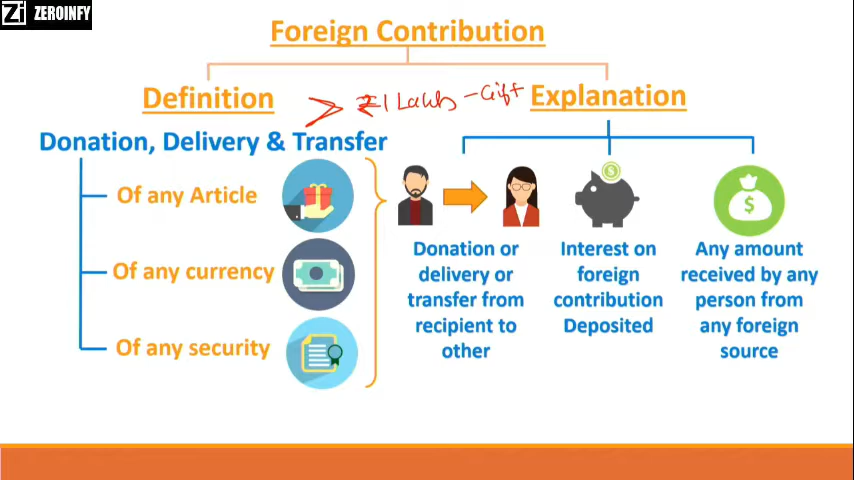 Zi ZEROINFY
Foreign Contribution
Definition
> ₹1 Lakh - Gift
Explanation
Donation, Delivery & Transfer
Of any Article
Of any currency
Of any security
Donation or
delivery or
transfer from
recipient to
other
Interest on
foreign
contribution
Deposited
Any amount
received by any
person from
any foreign
source